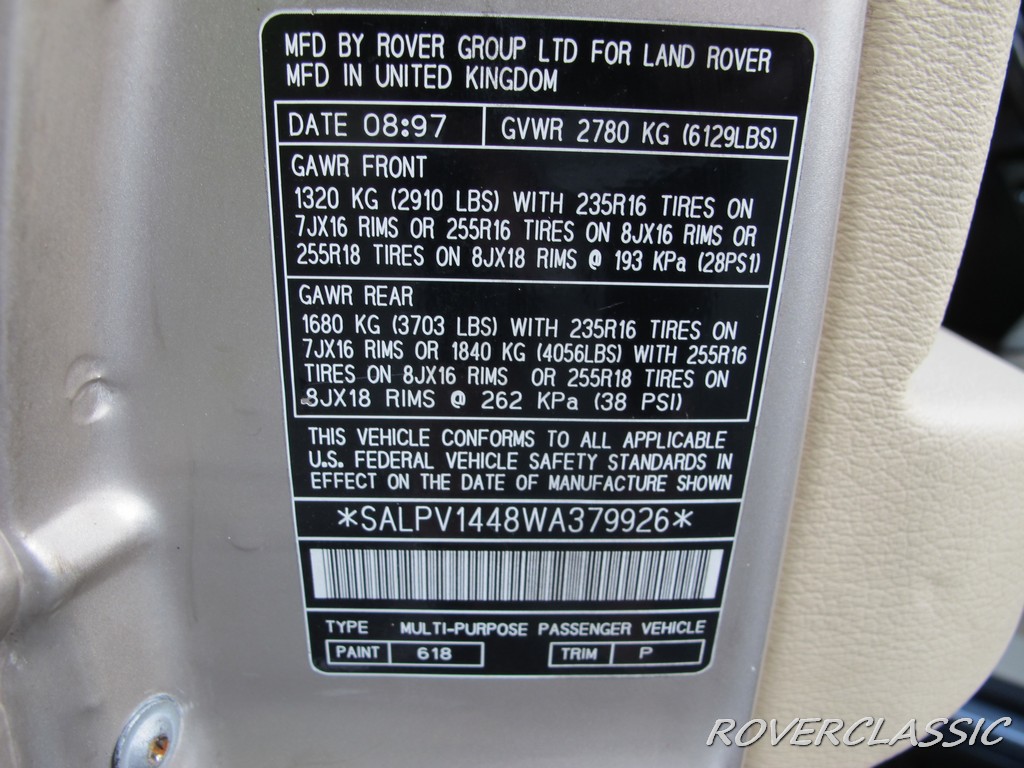 MFD BY ROVER GROUP LTD FOR LAND ROVER
MFD IN UNITED KINGDOM
DATE 08:97 GVWR 2780 KG (6129LBS)
GAWR FRONT
1320 KG (2910 LBS) WITH 235R16 TIRES ON
7JX16 RIMS OR 255R16 TIRES ON 8JX16 RIMS OR
255R18 TIRES ON 8JX18 RIMS @ 193 KPa (28PS1)
GAWR REAR
1680 KG (3703 LBS) WITH 235R16 TIRES ON
7JX16 RIMS OR 1840 KG (4056LBS) WITH 255R16
TIRES ON 8JX16 RIMS OR 255R18 TIRES ON
8JX18 RIMS @ 262 KPa (38 PSI)
THIS VEHICLE CONFORMS TO ALL APPLICABLE
U.S. FEDERAL VEHICLE SAFETY STANDARDS IN
EFFECT ON THE DATE OF MANUFACTURE SHOWN
*SALPV1448WA379926*
TYPE MULTI-PURPOSE PASSENGER VEHICLE
PAINT 618 TRIM P
ROVERCLASSIC